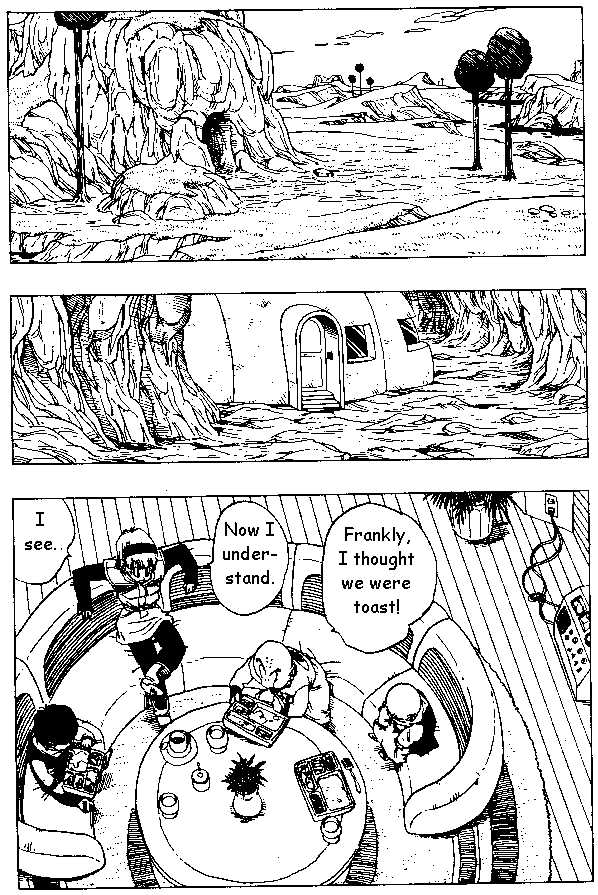 I
see.
Now I
under-
stand.
Frankly,
I thought
we were
toast!